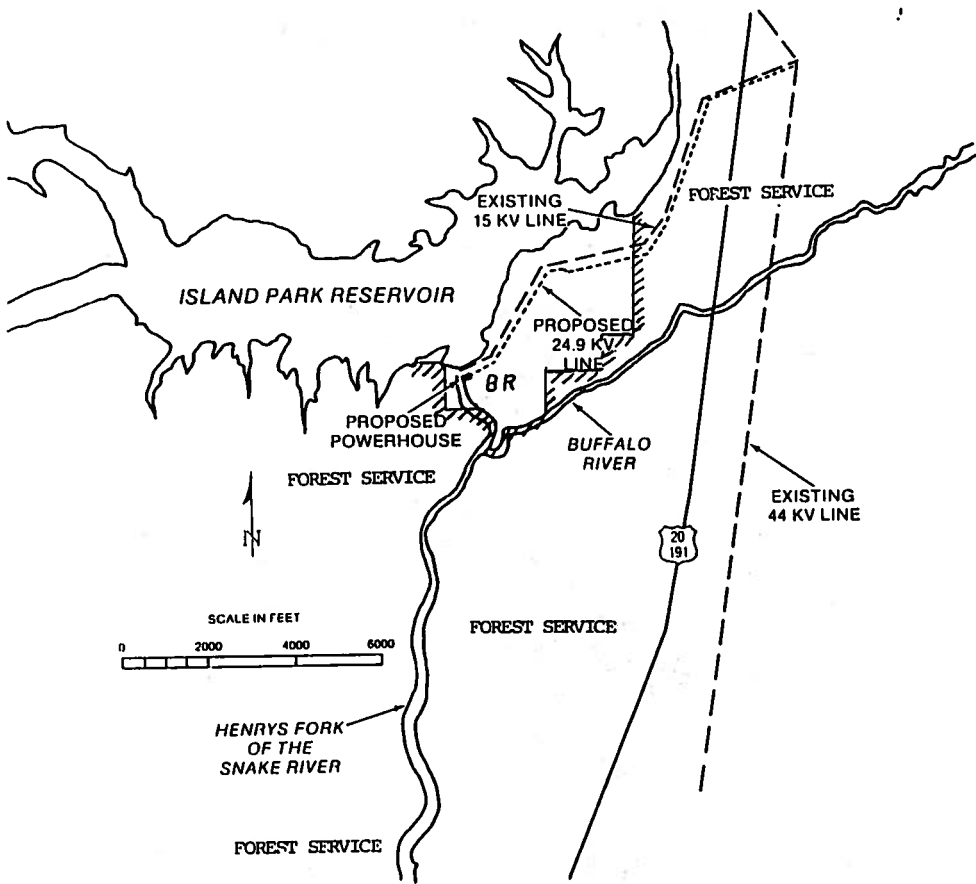 FOREST SERVICE
EXISTING
15 KV LINE
ISLAND PARK RESERVOIR
PROPOSED
24.9 KV
LINE
BR
PROPOSED
POWERHOUSE
BUFFALO
RIVER
FOREST SERVICE
EXISTING
44 KV LINE
N
20
191
SCALE IN FEET
0 2000 4000 6000
FOREST SERVICE
HENRYS FORK
OF THE
SNAKE RIVER
FOREST SERVICE